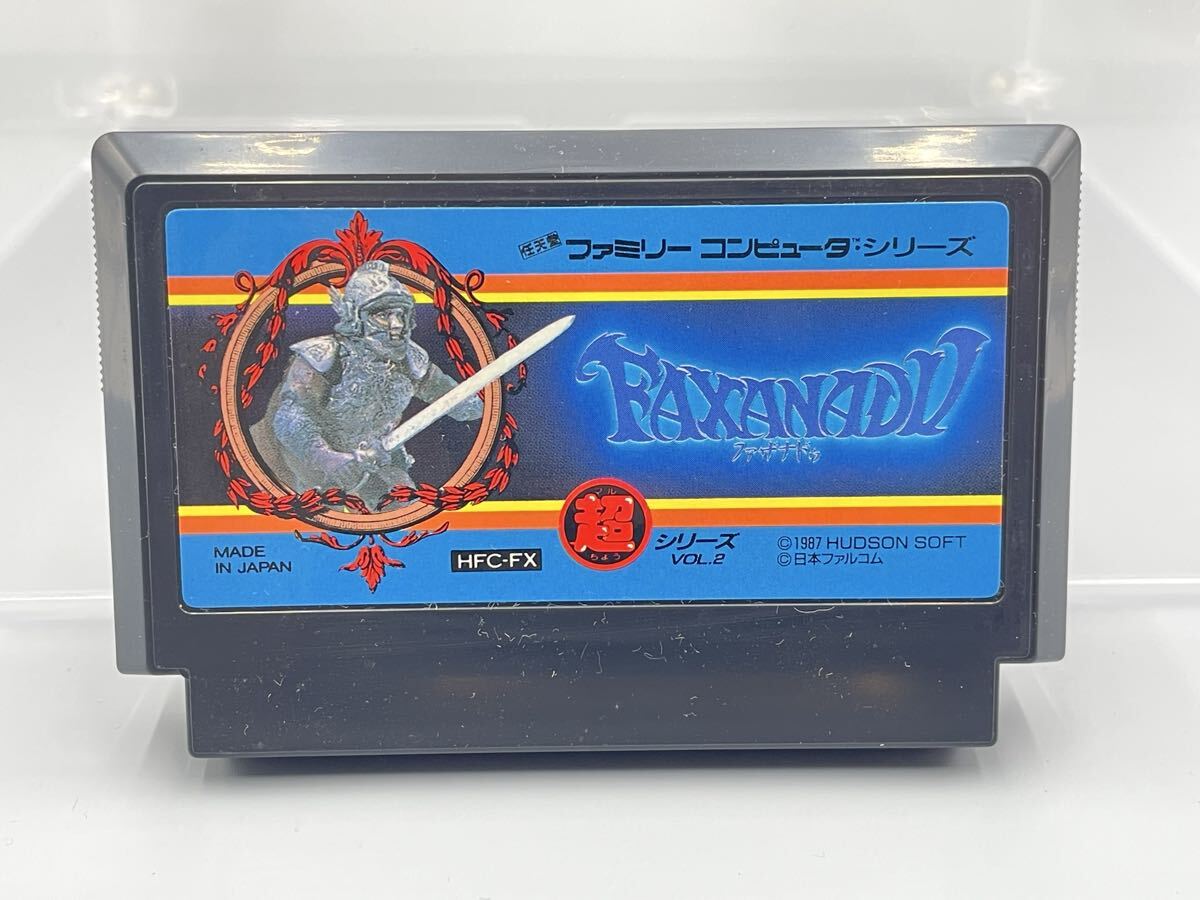 任天堂 ファミリー コンピュータ™シリーズ
FAXANADU
ファザナドゥ
MADE
IN JAPAN
HFC-FX
超
ちょう
シリーズ
VOL.2
©1987 HUDSON SOFT
©日本ファルコム